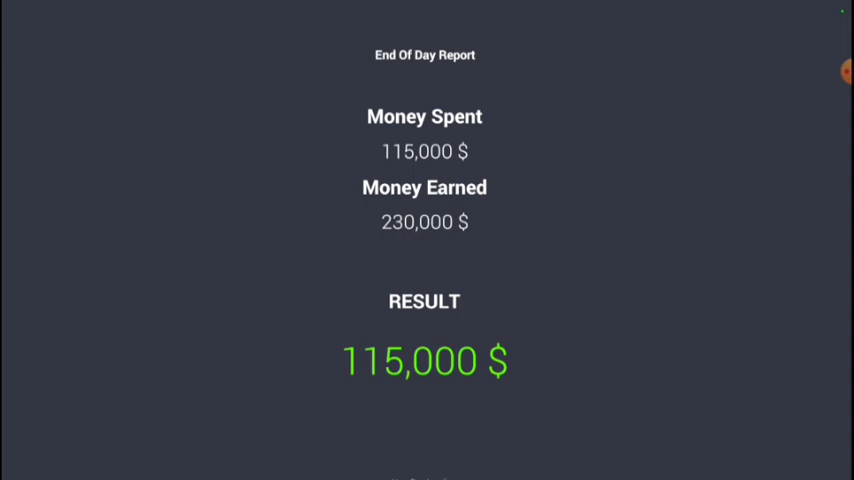 End Of Day Report
Money Spent
115,000 $
Money Earned
230,000 $
RESULT
115,000 $